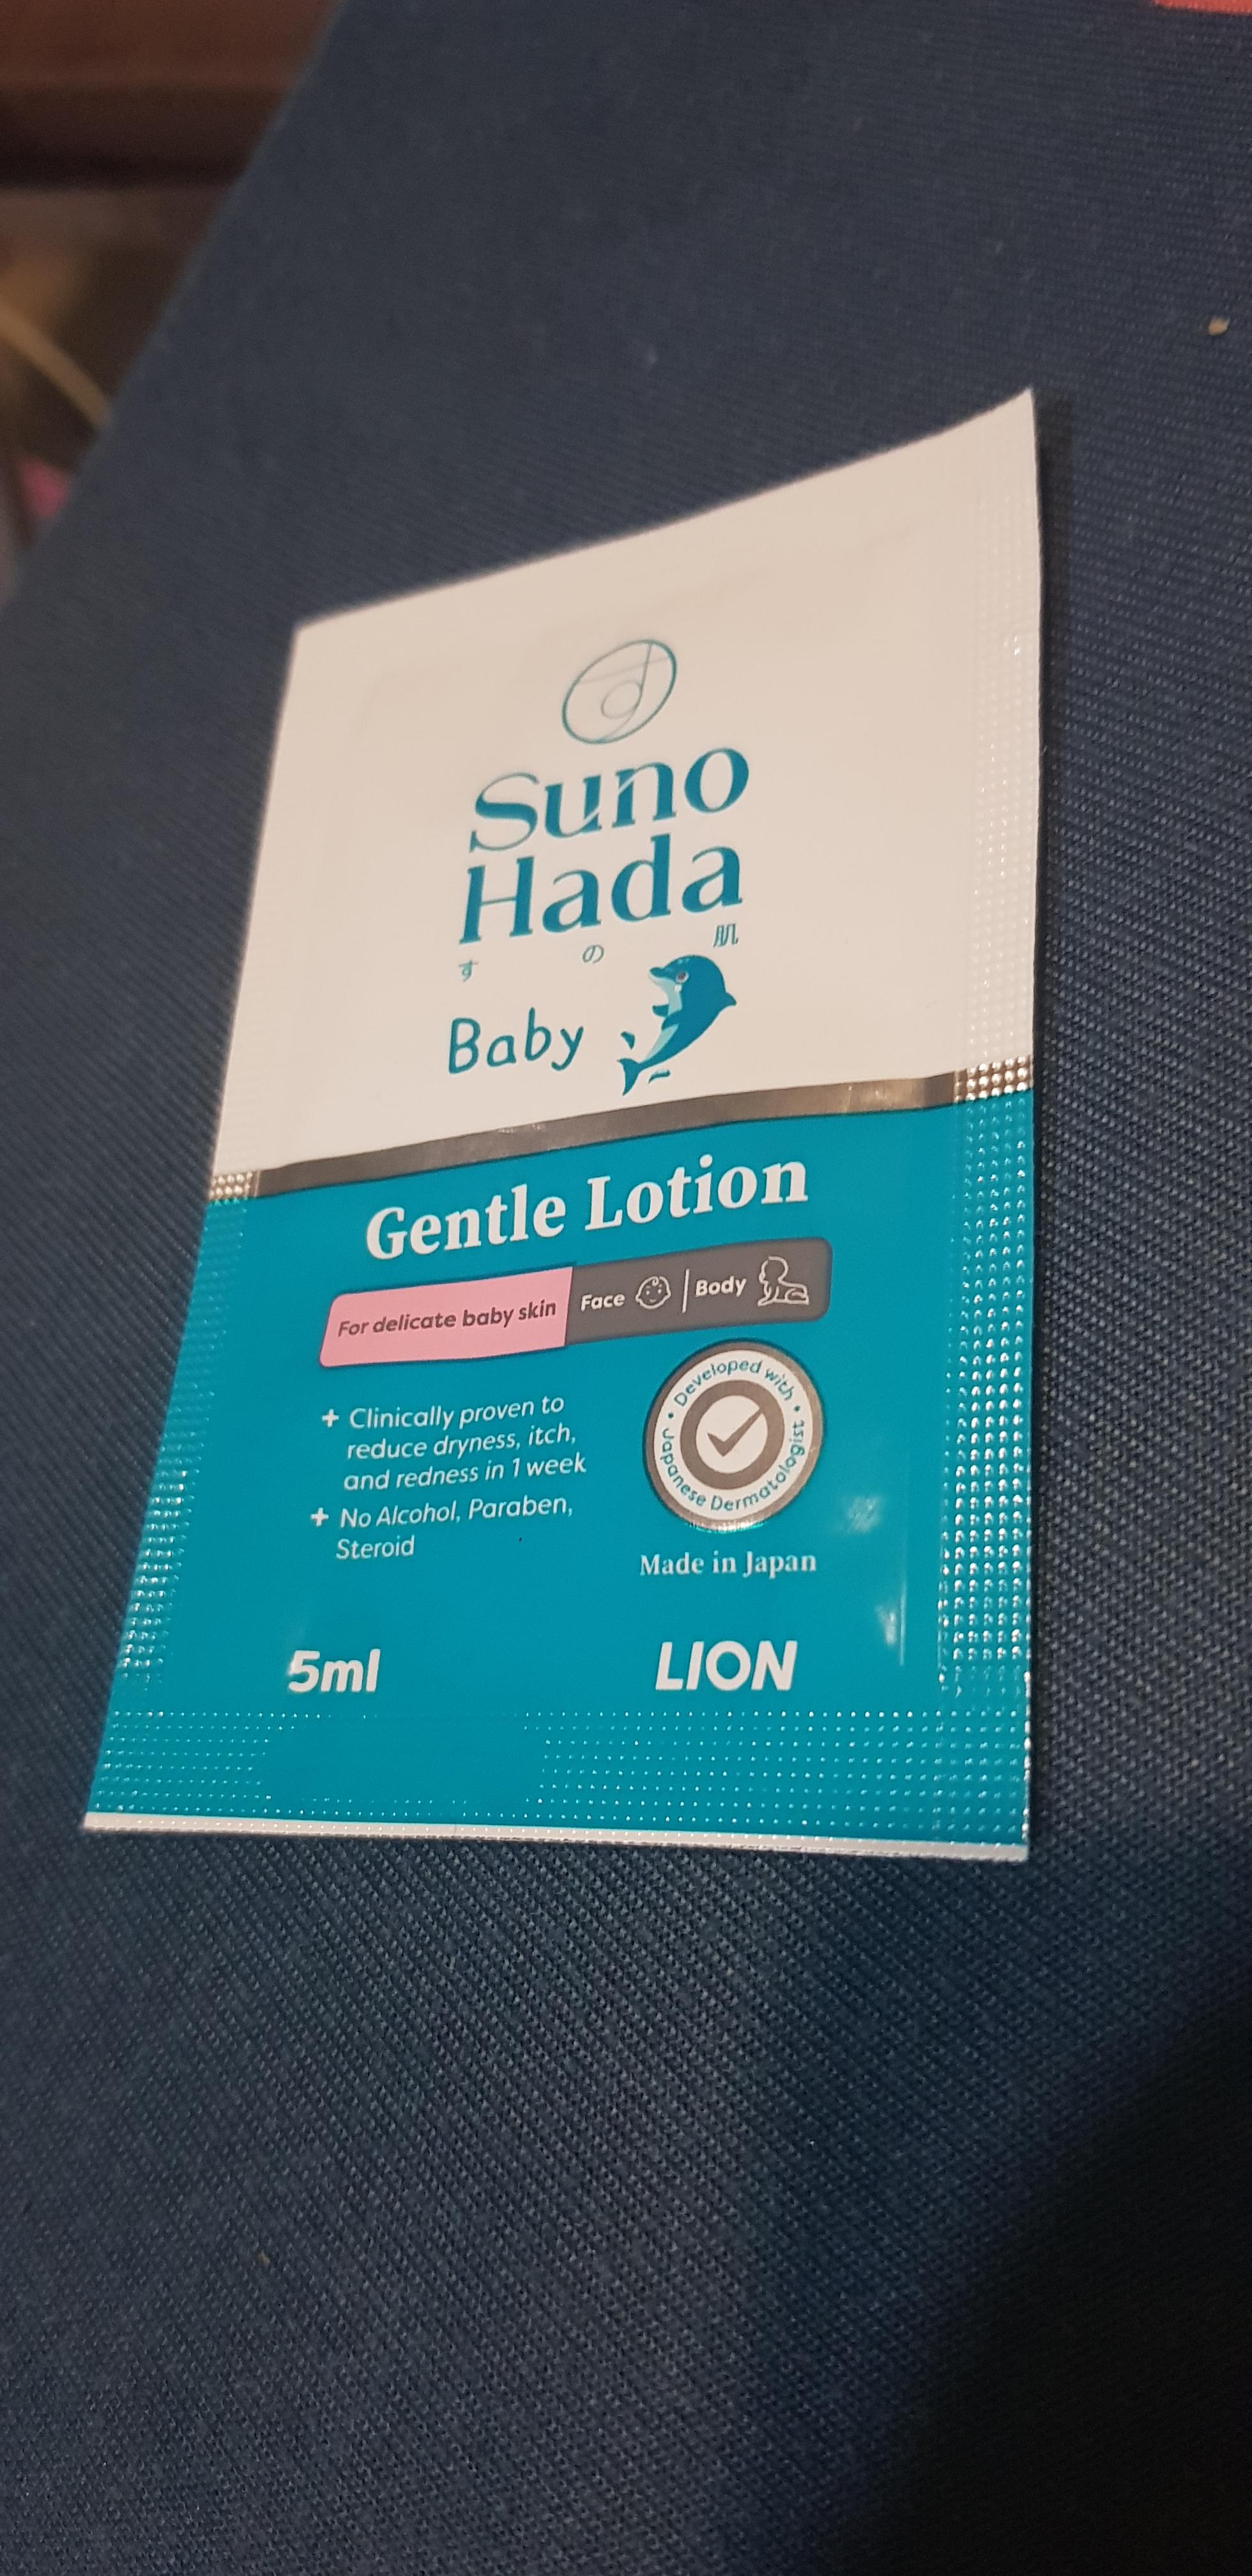 Suno
Hada
す の 肌
Baby
Gentle Lotion
For delicate baby skin Face | Body
+ Clinically proven to
reduce dryness, itch,
and redness in 1 week
+ No Alcohol, Paraben,
Steroid
• Developed with •
Japanese Dermatologist
Made in Japan
5ml
LION